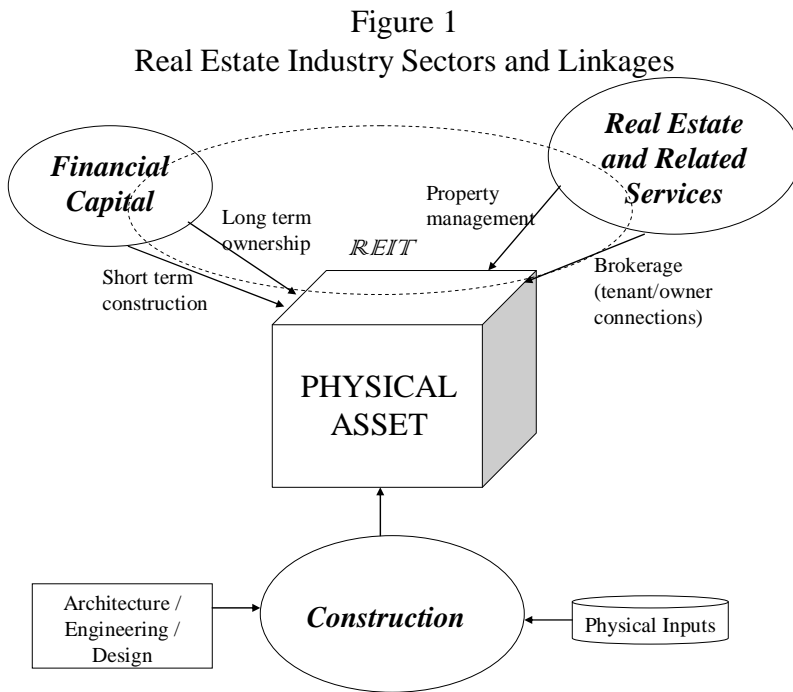 Figure 1
Real Estate Industry Sectors and Linkages
Financial
Capital
Real Estate
and Related
Services
Long term
ownership
Property
management
REIT
Short term
construction
Brokerage
(tenant/owner
connections)
PHYSICAL
ASSET
Architecture /
Engineering /
Design
Construction
Physical Inputs